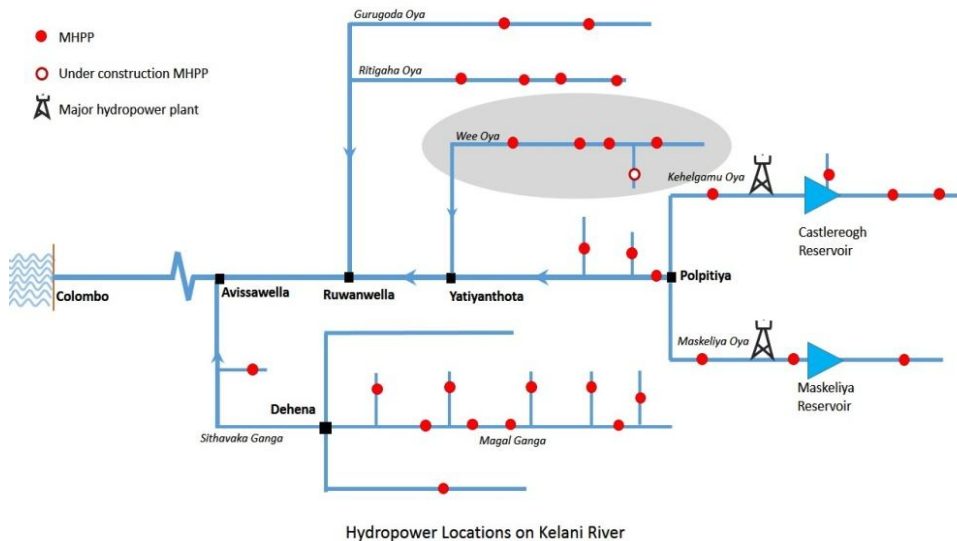 Gurugoda Oya
MHPP
Under construction MHPP
Major hydropower plant
Ritigaha Oya
Wee Oya
Kehelgamu Oya
Castlereogh
Reservoir
Colombo
Avissawella
Ruwanwella
Yatiyanthota
Polpitiya
Maskeliya Oya
Maskeliya
Reservoir
Dehena
Sithavaka Ganga
Magal Ganga
Hydropower Locations on Kelani River